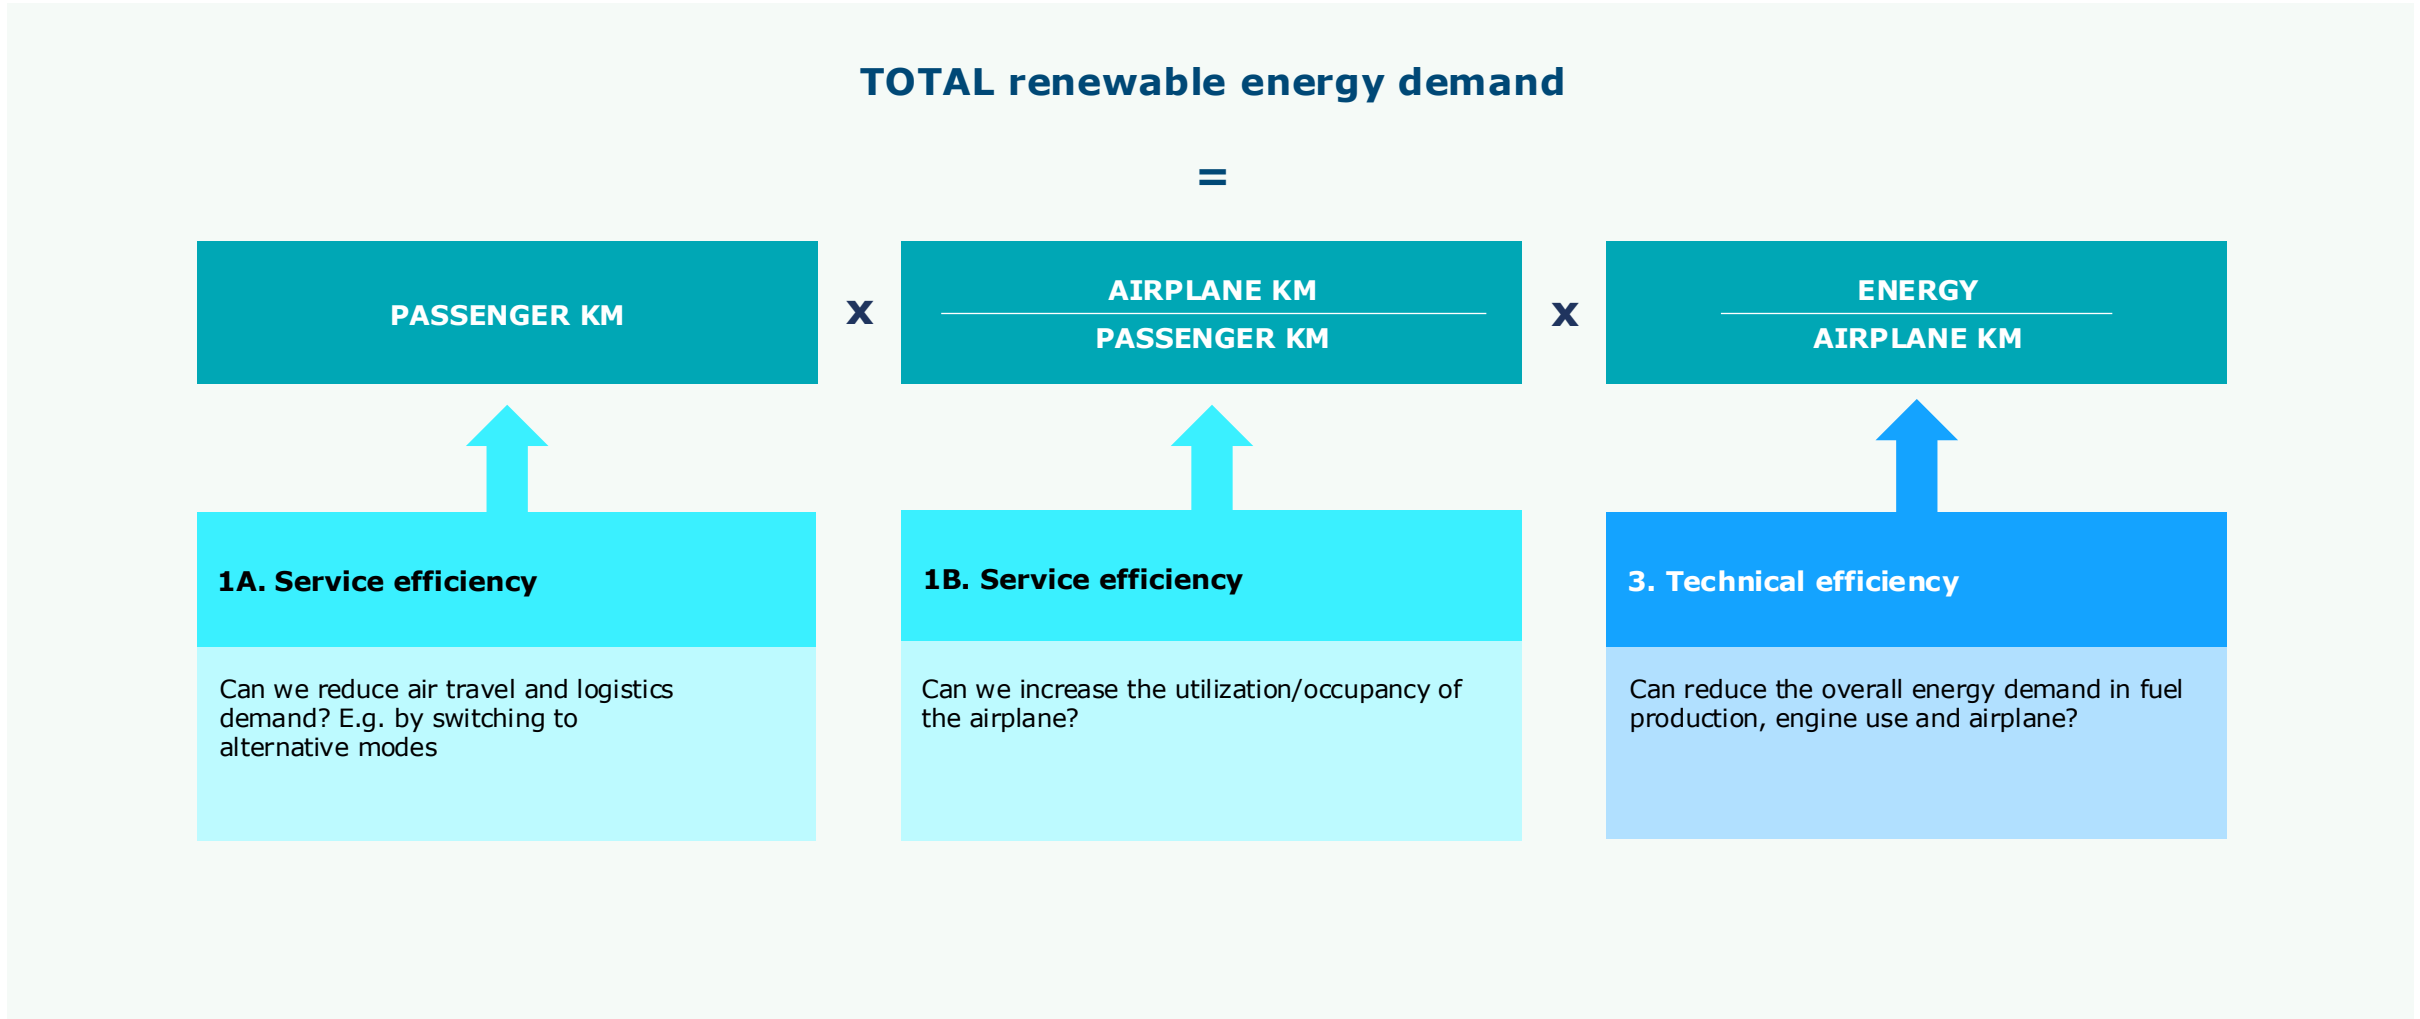 TOTAL renewable energy demand
=
PASSENGER KM
x
AIRPLANE KM
PASSENGER KM
x
ENERGY
AIRPLANE KM
1A. Service efficiency
Can we reduce air travel and logistics
demand? E.g. by switching to
alternative modes
1B. Service efficiency
Can we increase the utilization/occupancy of
the airplane?
3. Technical efficiency
Can reduce the overall energy demand in fuel
production, engine use and airplane?